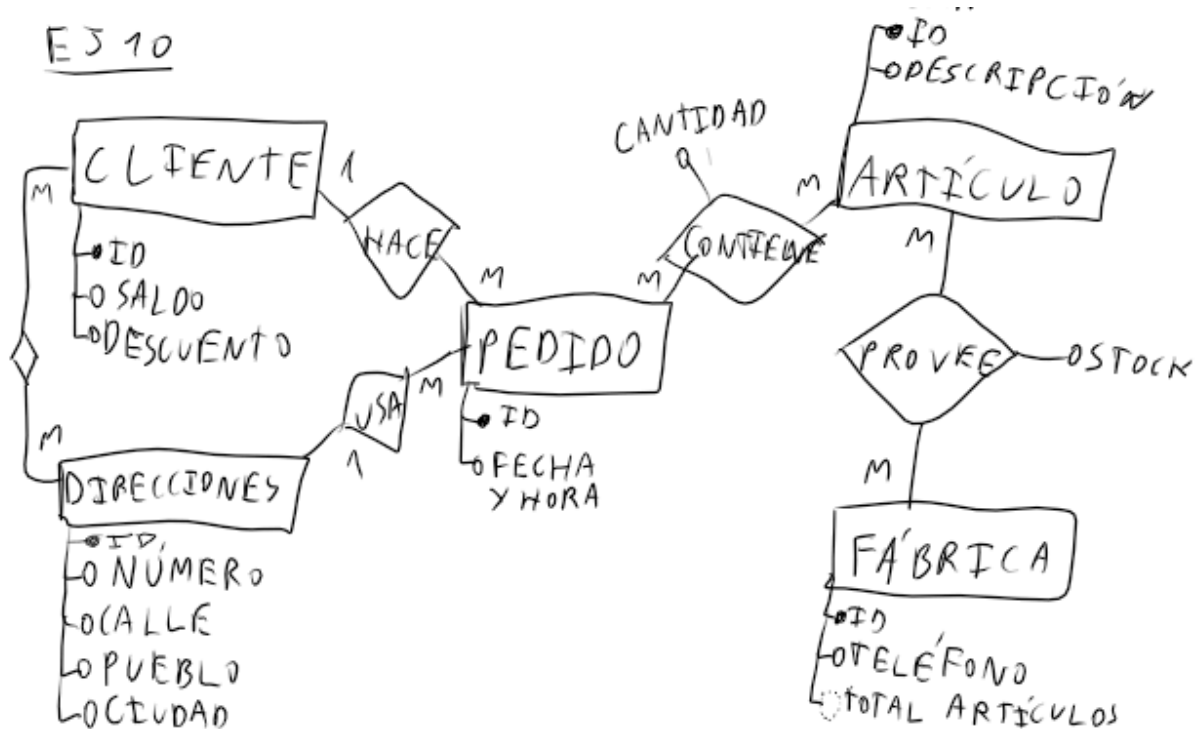 EJ 10
ID
DESCRIPCIÓN
CANTIDAD
CLIENTE
1
M
HACE
M
ID
SALDO
DESCUENTO
CONTIENE
M
M
ARTÍCULO
M
PROVEE
STOCK
M
PEDIDO
M
USA
1
ID
FECHA
Y HORA
M
DIRECCIONES
ID
NÚMERO
CALLE
PUEBLO
CIUDAD
FÁBRICA
ID
TELÉFONO
TOTAL ARTÍCULOS